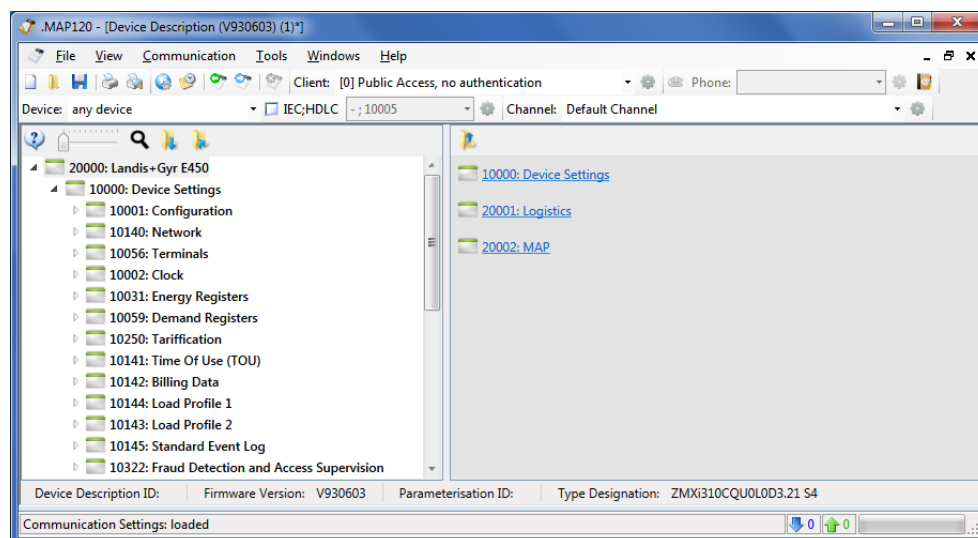 .MAP120 - [Device Description (V930603) (1)*]
File View Communication Tools Windows Help
Client: [0] Public Access, no authentication Phone:
Device: any device IEC;HDLC - ; 10005 Channel: Default Channel
20000: Landis+Gyr E450
10000: Device Settings
10001: Configuration
10140: Network
10056: Terminals
10002: Clock
10031: Energy Registers
10059: Demand Registers
10250: Tariffication
10141: Time Of Use (TOU)
10142: Billing Data
10144: Load Profile 1
10143: Load Profile 2
10145: Standard Event Log
10322: Fraud Detection and Access Supervision
10000: Device Settings
20001: Logistics
20002: MAP
Device Description ID: Firmware Version: V930603 Parameterisation ID: Type Designation: ZMXi310CQU0L0D3.21 S4
Communication Settings: loaded 0 0